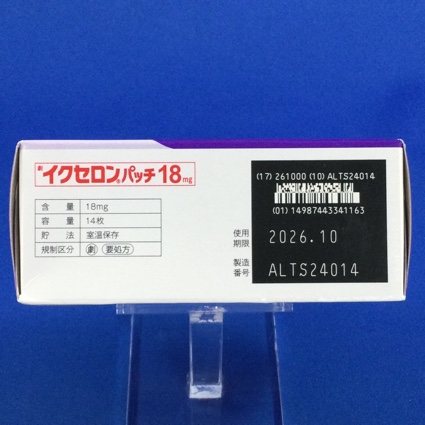 劇 イクセロン®パッチ18mg
含 量 18mg
容 量 14枚
貯 法 室温保存
規制区分 劇 要処方
(17) 261000 (10) ALTS24014
(01) 14987443341163
使用期限 2026.10
製造番号 ALTS24014